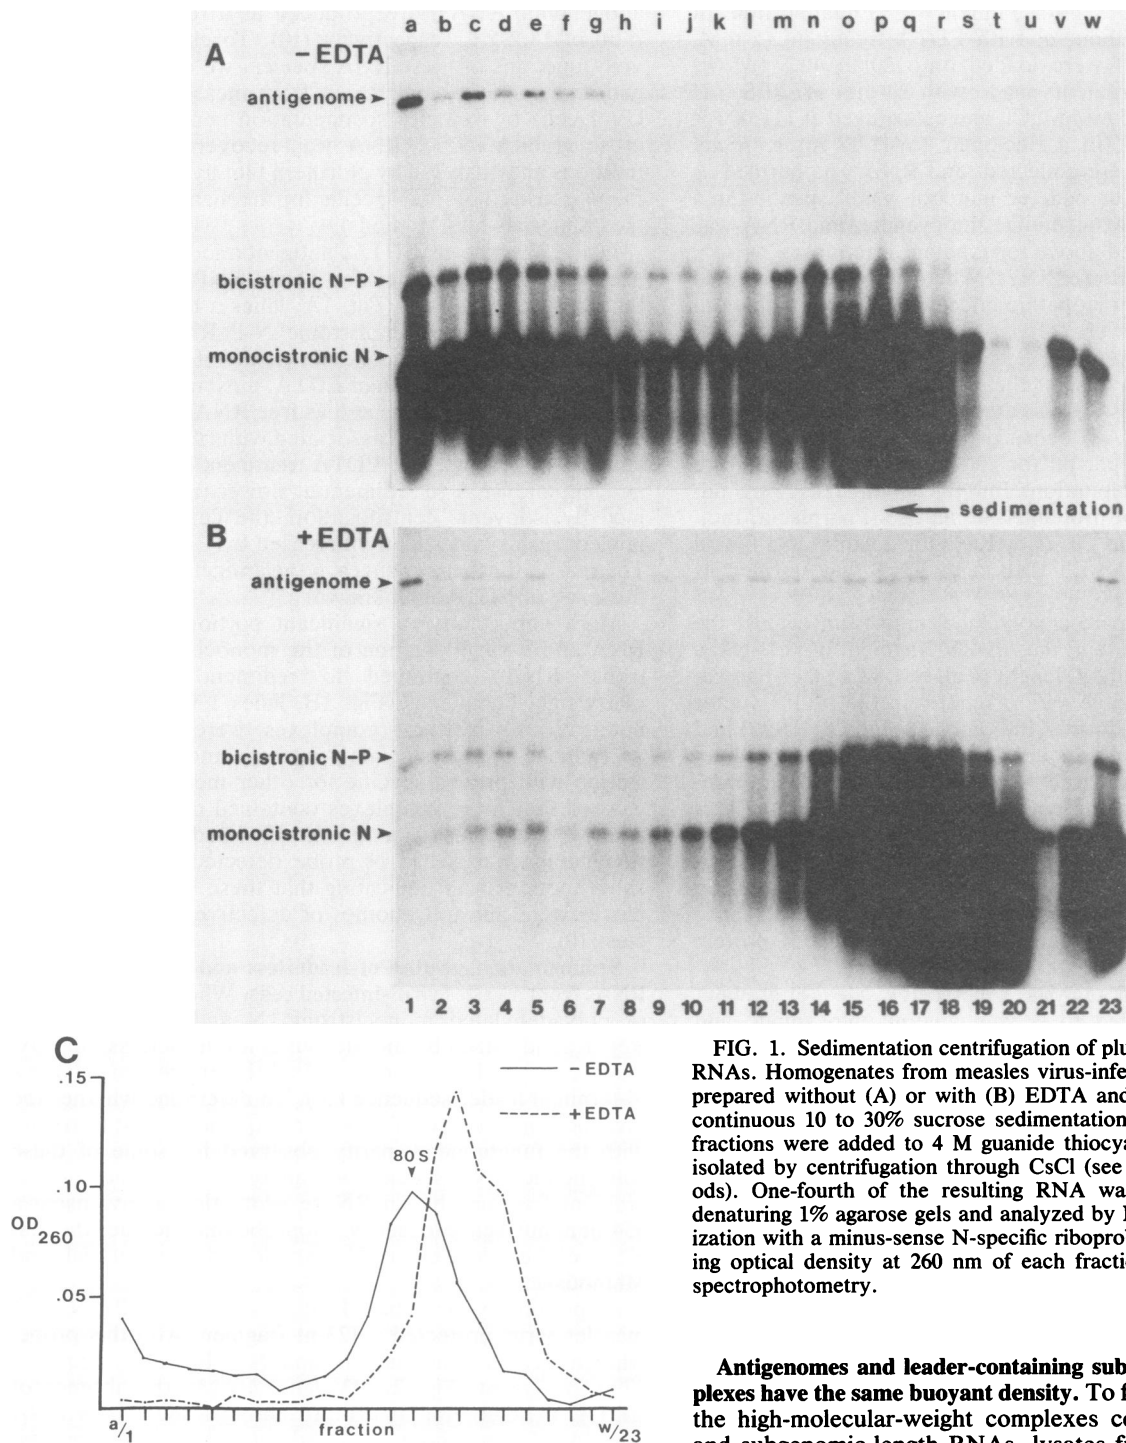 a b c d e f g h i j k l m n o p q r s t u v w
A
-EDTA
antigenome
bicistronic N-P
monocistronic N
sedimentation
B
+EDTA
antigenome
bicistronic N-P
monocistronic N
1 2 3 4 5 6 7 8 9 10 11 12 13 14 15 16 17 18 19 20 21 22 23
C
.15
-EDTA
+EDTA
80S
.10
OD260
.05
a/1
fraction
w/23
FIG. 1. Sedimentation centrifugation of plu
RNAs. Homogenates from measles virus-infe
prepared without (A) or with (B) EDTA and
continuous 10 to 30% sucrose sedimentation
fractions were added to 4 M guanide thiocya
isolated by centrifugation through CsCl (see
ods). One-fourth of the resulting RNA wa
denaturing 1% agarose gels and analyzed by
ization with a minus-sense N-specific riboprob
ing optical density at 260 nm of each fracti
spectrophotometry.
Antigenomes and leader-containing sub
plexes have the same buoyant density. To f
the high-molecular-weight complexes c
and subgenomic-length RNAs, lysates f